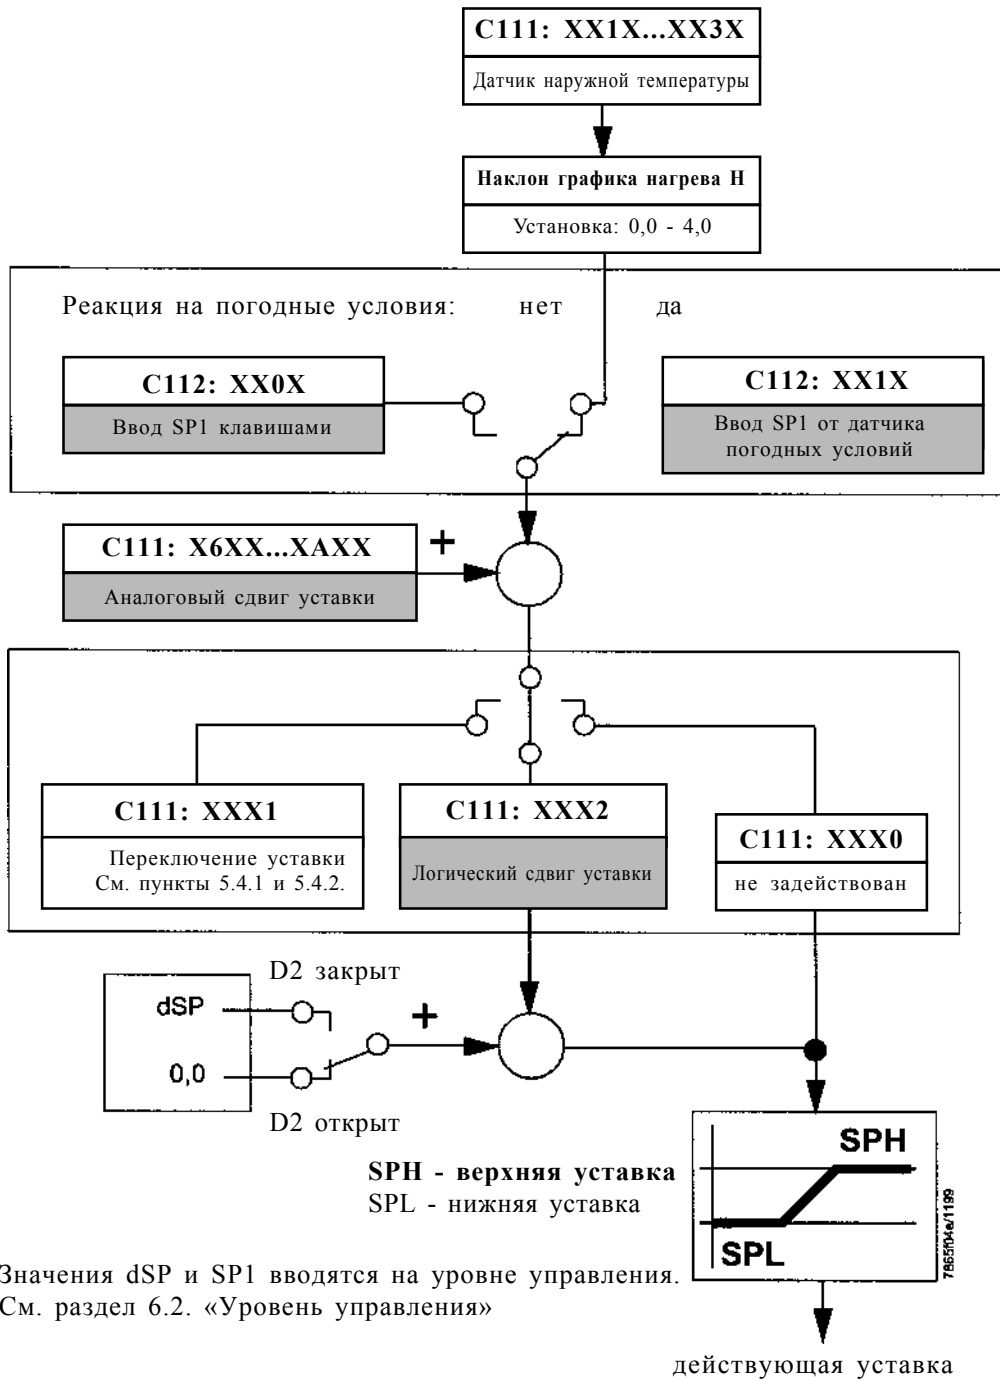 C111: XX1X...XX3X
Датчик наружной температуры
Наклон графика нагрева Н
Установка: 0,0 - 4,0
Реакция на погодные условия: нет да
C112: XX0X
Ввод SP1 клавишами
C112: XX1X
Ввод SP1 от датчика
погодных условий
C111: X6XX...XAXX
+
Аналоговый сдвиг уставки
C111: XXX1
Переключение уставки
См. пункты 5.4.1 и 5.4.2.
C111: XXX2
Логический сдвиг уставки
C111: XXX0
не задействован
D2 закрыт
dSP
+
0,0
D2 открыт
SPH
SPL
7865f04e/1199
SPH - верхняя уставка
SPL - нижняя уставка
Значения dSP и SP1 вводятся на уровне управления.
См. раздел 6.2. «Уровень управления»
действующая уставка